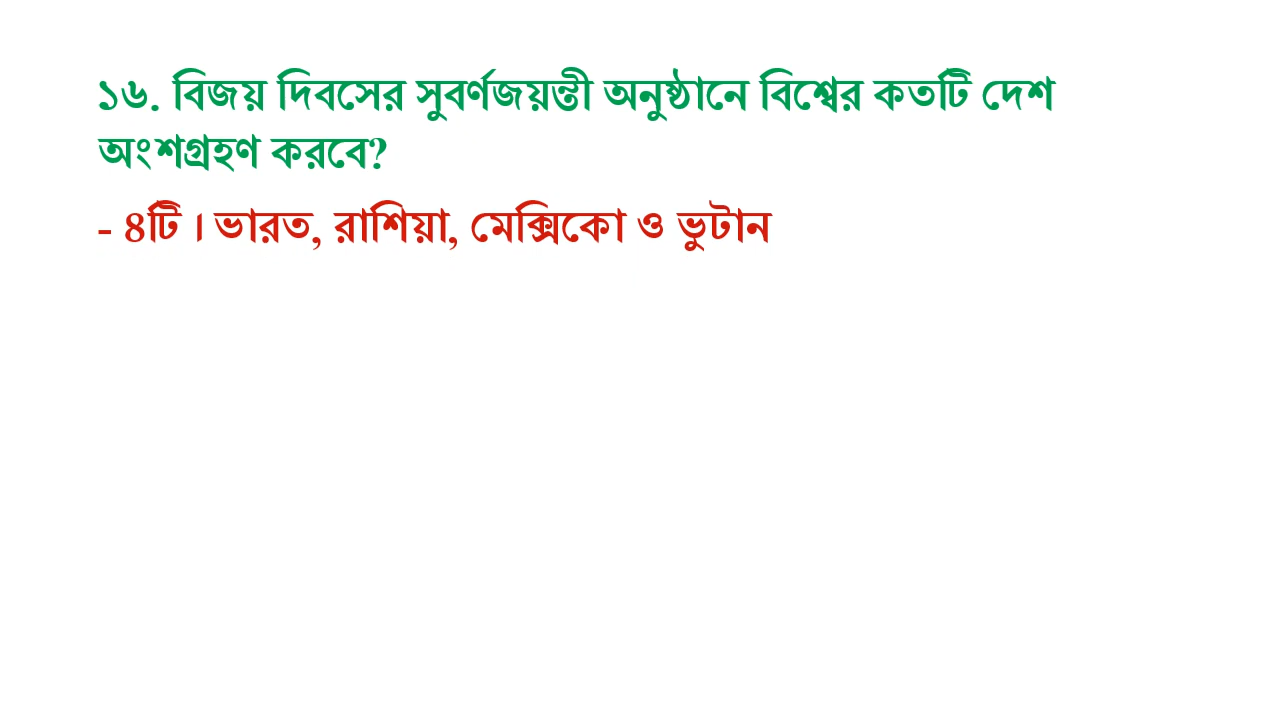 ১৬. বিজয় দিবসের সুবর্ণজয়ন্তী অনুষ্ঠানে বিশ্বের কতটি দেশ
অংশগ্রহণ করবে?
- ৪টি। ভারত, রাশিয়া, মেক্সিকো ও ভুটান